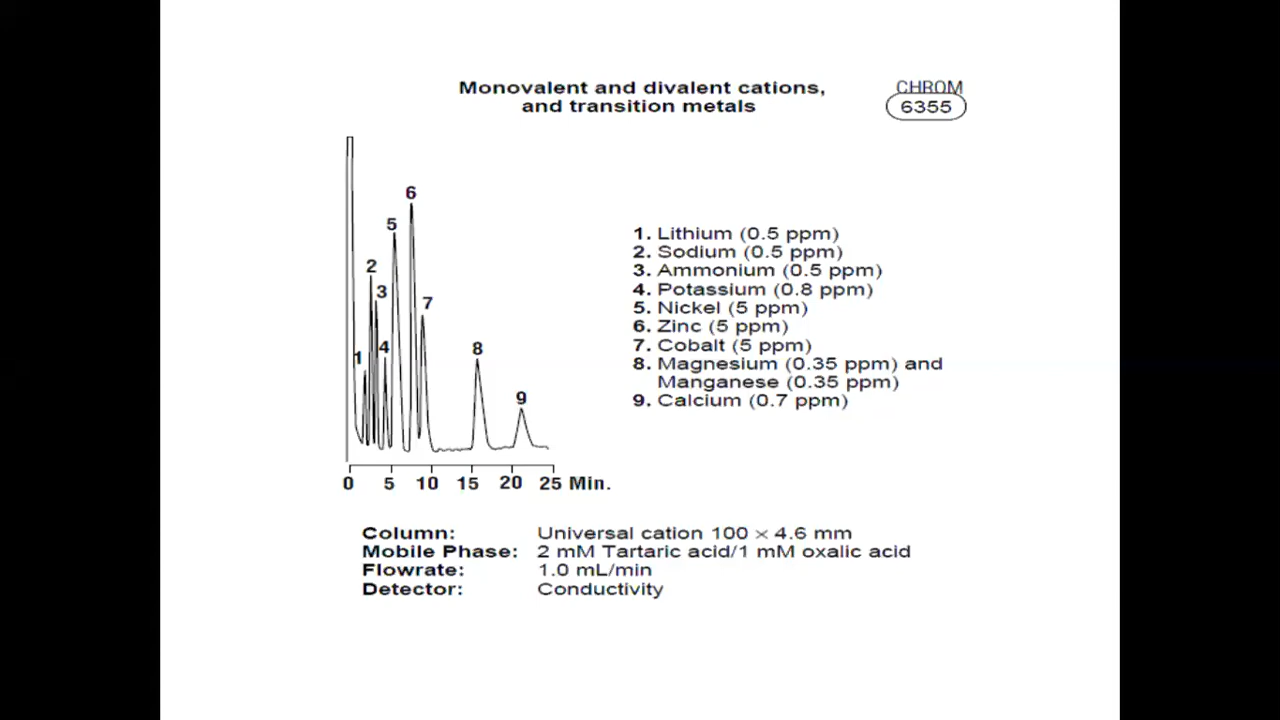 Monovalent and divalent cations,
and transition metals
CHROM
6355
6
5
2
3
7
4
1
8
9
1. Lithium (0.5 ppm)
2. Sodium (0.5 ppm)
3. Ammonium (0.5 ppm)
4. Potassium (0.8 ppm)
5. Nickel (5 ppm)
6. Zinc (5 ppm)
7. Cobalt (5 ppm)
8. Magnesium (0.35 ppm) and
Manganese (0.35 ppm)
9. Calcium (0.7 ppm)
0 5 10 15 20 25 Min.
Column: Universal cation 100 × 4.6 mm
Mobile Phase: 2 mM Tartaric acid/1 mM oxalic acid
Flowrate: 1.0 mL/min
Detector: Conductivity